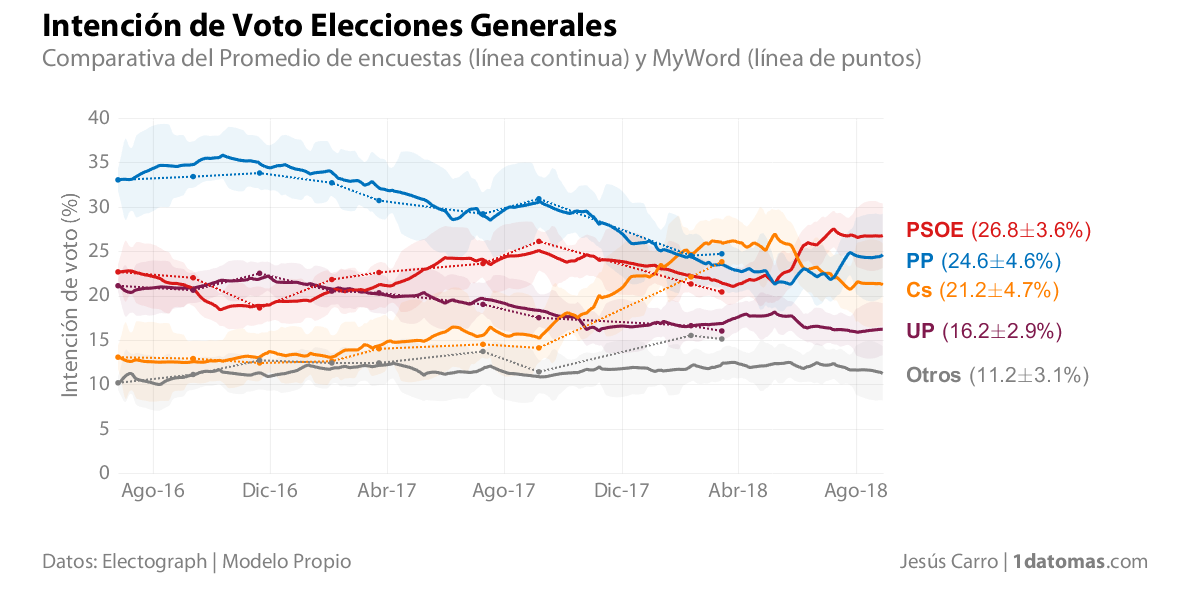 Intención de Voto Elecciones Generales
Comparativa del Promedio de encuestas (línea continua) y MyWord (línea de puntos)
Intención de voto (%)
40
35
30
25
20
15
10
5
0
Ago-16 Dic-16 Abr-17 Ago-17 Dic-17 Abr-18 Ago-18
PSOE (26.8±3.6%)
PP (24.6±4.6%)
Cs (21.2±4.7%)
UP (16.2±2.9%)
Otros (11.2±3.1%)
Datos: Electograph | Modelo Propio
Jesús Carro | 1datomas.com